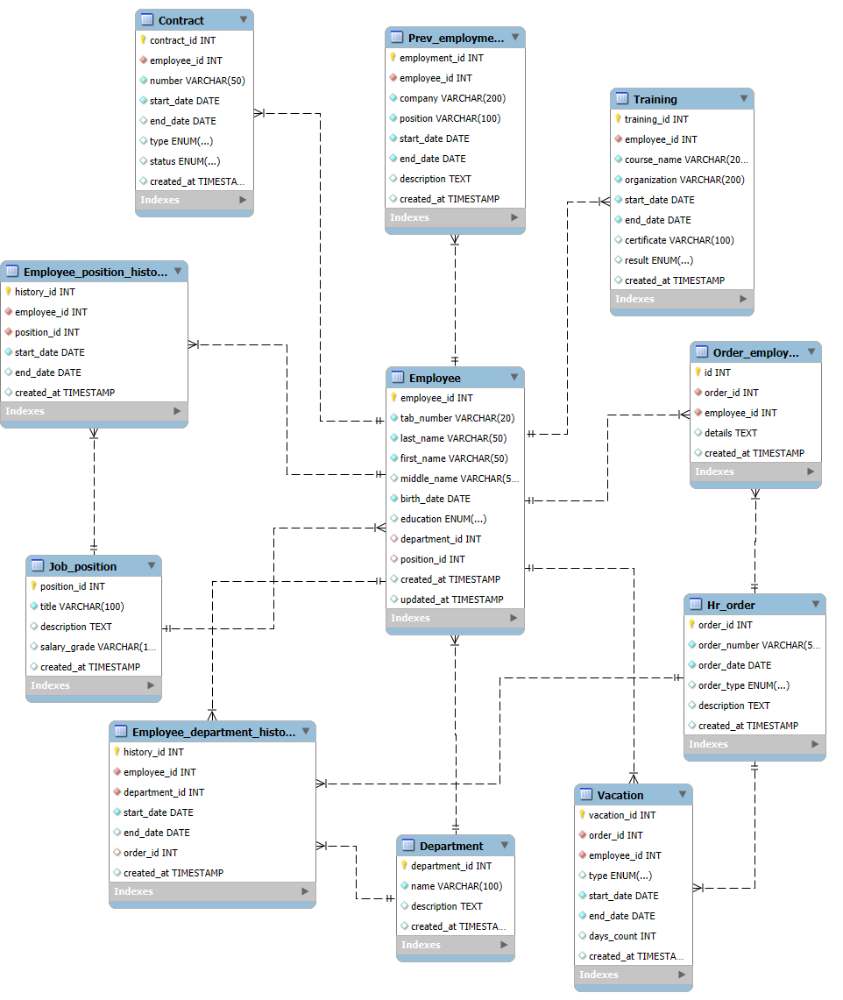 Contract
contract_id INT
employee_id INT
number VARCHAR(50)
start_date DATE
end_date DATE
type ENUM(...)
status ENUM(...)
created_at TIMESTA...
Indexes
Prev_employme...
employment_id INT
employee_id INT
company VARCHAR(200)
position VARCHAR(100)
start_date DATE
end_date DATE
description TEXT
created_at TIMESTAMP
Indexes
Training
training_id INT
employee_id INT
course_name VARCHAR(20...
organization VARCHAR(200)
start_date DATE
end_date DATE
certificate VARCHAR(100)
result ENUM(...)
created_at TIMESTAMP
Indexes
Employee_position_histo...
history_id INT
employee_id INT
position_id INT
start_date DATE
end_date DATE
created_at TIMESTAMP
Indexes
Order_employ...
id INT
order_id INT
employee_id INT
details TEXT
created_at TIMESTAMP
Indexes
Employee
employee_id INT
tab_number VARCHAR(20)
last_name VARCHAR(50)
first_name VARCHAR(50)
middle_name VARCHAR(5...
birth_date DATE
education ENUM(...)
department_id INT
position_id INT
created_at TIMESTAMP
updated_at TIMESTAMP
Indexes
Job_position
position_id INT
title VARCHAR(100)
description TEXT
salary_grade VARCHAR(1...
created_at TIMESTAMP
Indexes
Hr_order
order_id INT
order_number VARCHAR(5...
order_date DATE
order_type ENUM(...)
description TEXT
created_at TIMESTAMP
Indexes
Employee_department_histo...
history_id INT
employee_id INT
department_id INT
start_date DATE
end_date DATE
order_id INT
created_at TIMESTAMP
Indexes
Vacation
vacation_id INT
order_id INT
employee_id INT
type ENUM(...)
start_date DATE
end_date DATE
days_count INT
created_at TIMESTA...
Indexes
Department
department_id INT
name VARCHAR(100)
description TEXT
created_at TIMESTA...
Indexes